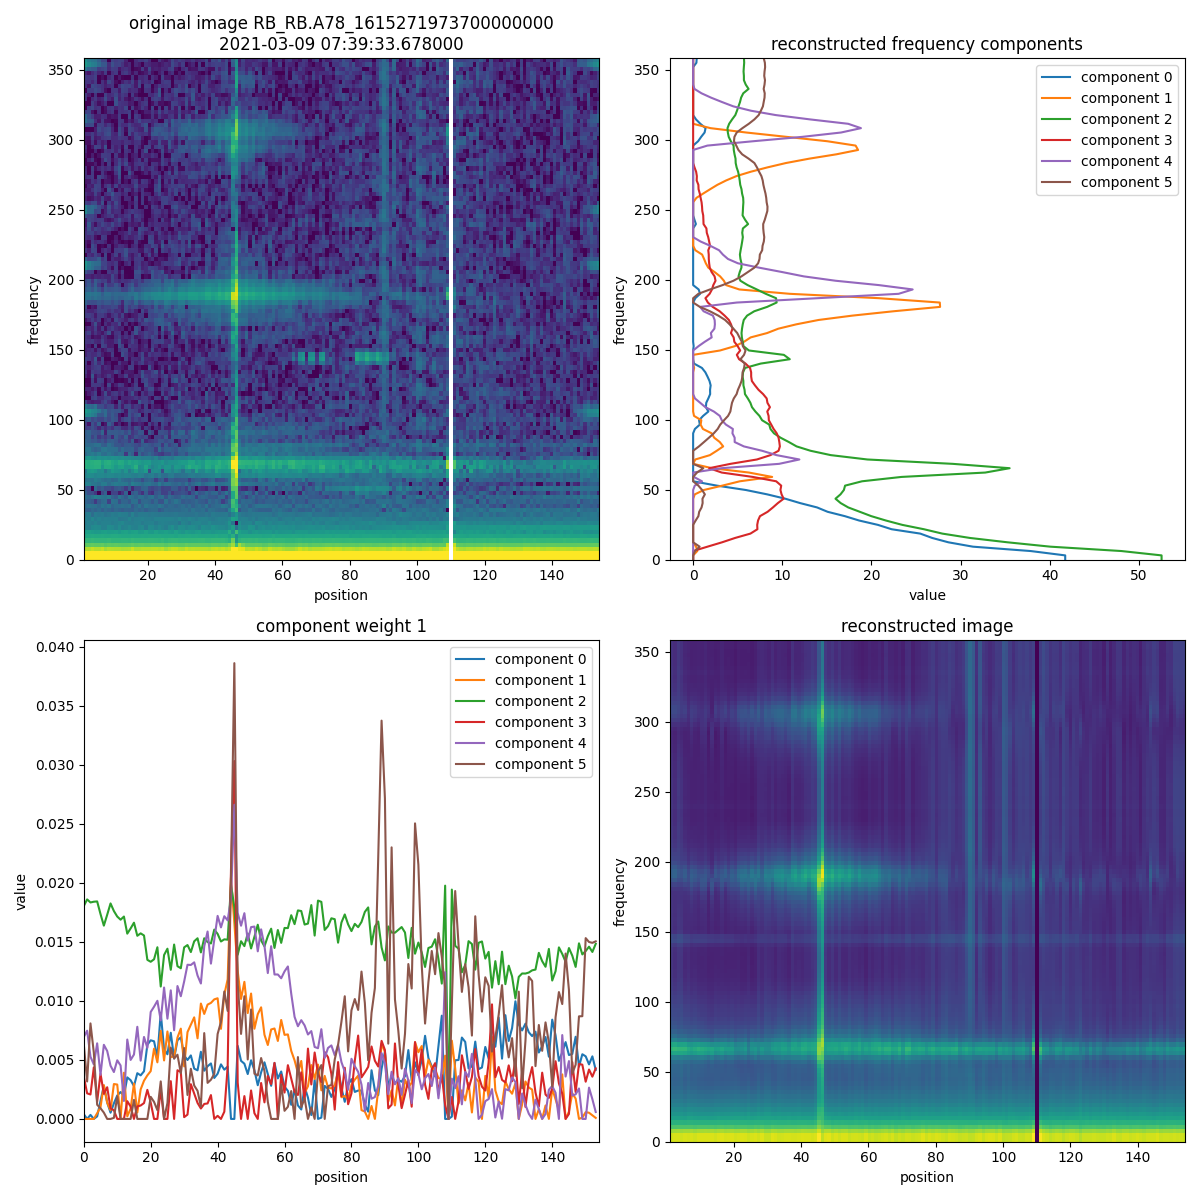 original image RB_RB.A78_1615271973700000000
2021-03-09 07:39:33.678000
frequency
350
300
250
200
150
100
50
0
20
40
60
80
100
120
140
position
reconstructed frequency components
frequency
350
300
250
200
150
100
50
0
component 0
component 1
component 2
component 3
component 4
component 5
0
10
20
30
40
50
value
component weight 1
value
0.040
0.035
0.030
0.025
0.020
0.015
0.010
0.005
0.000
component 0
component 1
component 2
component 3
component 4
component 5
0
20
40
60
80
100
120
140
position
reconstructed image
frequency
350
300
250
200
150
100
50
0
20
40
60
80
100
120
140
position